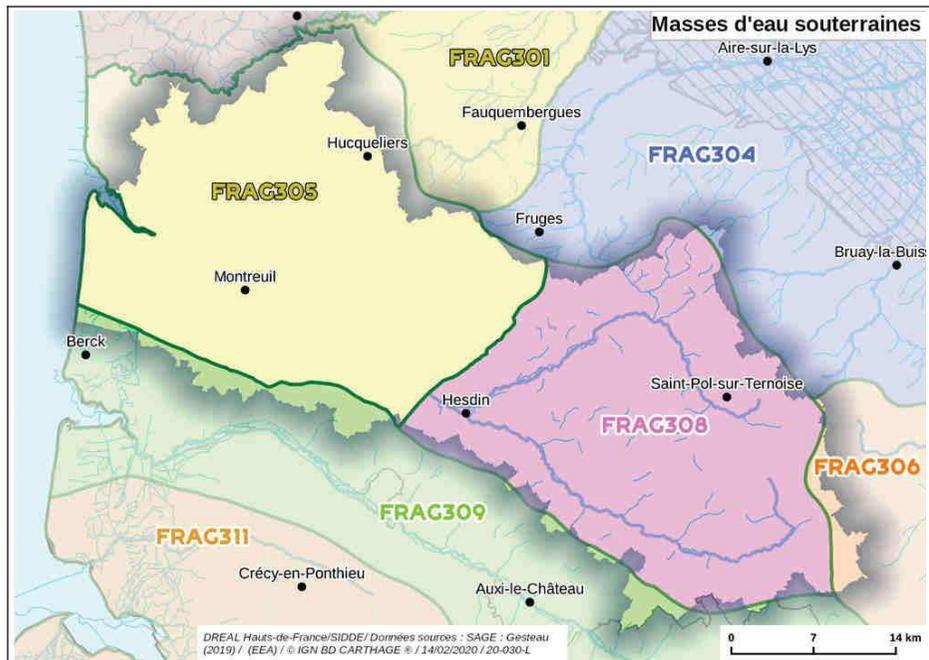 Masses d'eau souterraines
Aire-sur-la-Lys
FRAG301
Fauquembergues
Hucqueliers
FRAG304
FRAG305
Fruges
Bruay-la-Buiss
Montreuil
Berck
Saint-Pol-sur-Ternoise
Hesdin
FRAG308
FRAG306
FRAG309
FRAG311
Crécy-en-Ponthieu
Auxi-le-Château
DREAL Hauts-de-France/SIDDE/ Données sources : SAGE : Gesteau
(2019) / (EEA) / © IGN BD CARTHAGE ® / 14/02/2020 / 20-030-L
0 7 14 km